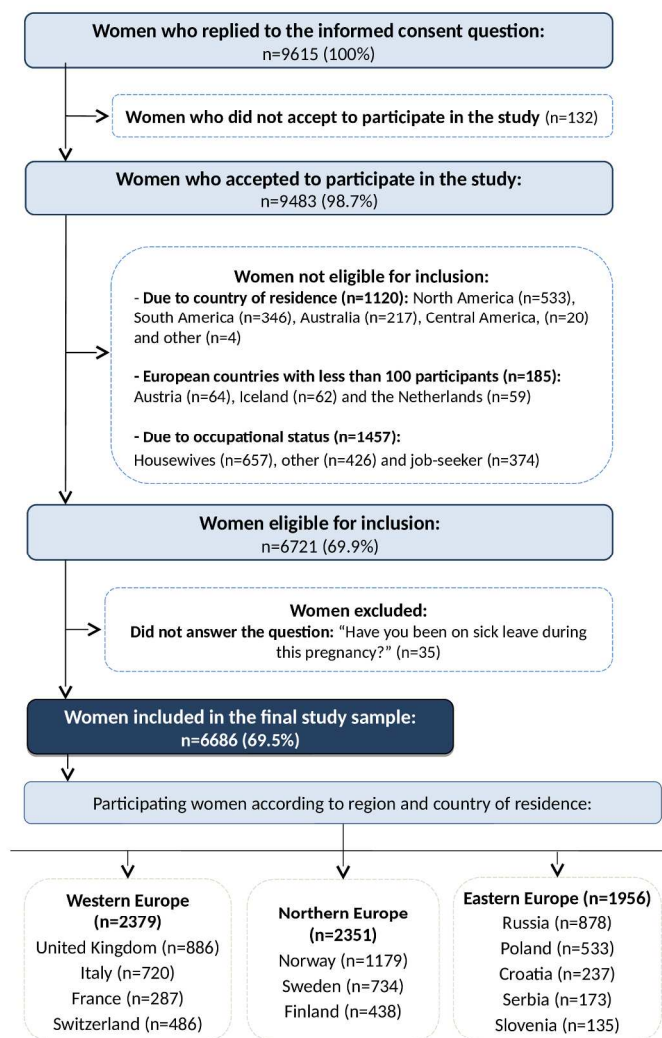 Women who replied to the informed consent question:
n=9615 (100%)
Women who did not accept to participate in the study (n=132)
Women who accepted to participate in the study:
n=9483 (98.7%)
Women not eligible for inclusion:
- Due to country of residence (n=1120): North America (n=533),
South America (n=346), Australia (n=217), Central America, (n=20)
and other (n=4)
- European countries with less than 100 participants (n=185):
Austria (n=64), Iceland (n=62) and the Netherlands (n=59)
- Due to occupational status (n=1457):
Housewives (n=657), other (n=426) and job-seeker (n=374)
Women eligible for inclusion:
n=6721 (69.9%)
Women excluded:
Did not answer the question: “Have you been on sick leave during
this pregnancy?” (n=35)
Women included in the final study sample:
n=6686 (69.5%)
Participating women according to region and country of residence:
Western Europe
(n=2379)
United Kingdom (n=886)
Italy (n=720)
France (n=287)
Switzerland (n=486)
Northern Europe
(n=2351)
Norway (n=1179)
Sweden (n=734)
Finland (n=438)
Eastern Europe (n=1956)
Russia (n=878)
Poland (n=533)
Croatia (n=237)
Serbia (n=173)
Slovenia (n=135)